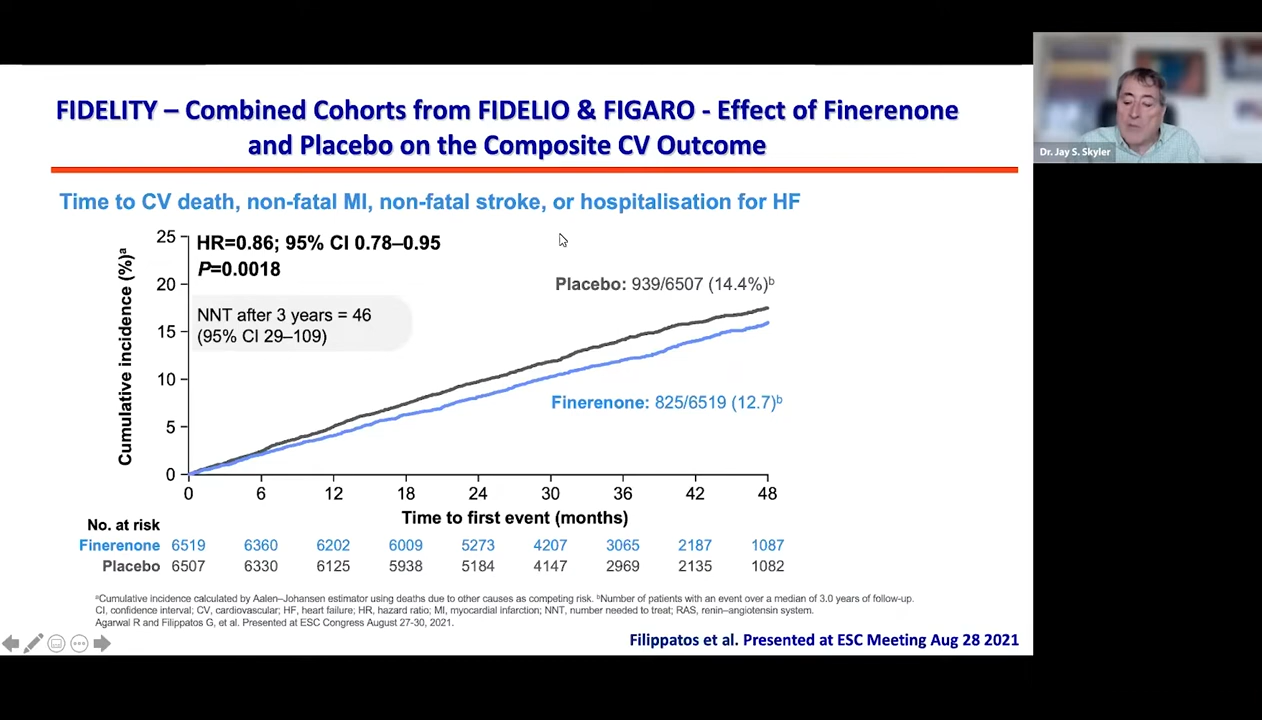 FIDELITY – Combined Cohorts from FIDELIO & FIGARO - Effect of Finerenone
and Placebo on the Composite CV Outcome
Dr. Jay S. Skyler
Time to CV death, non-fatal MI, non-fatal stroke, or hospitalisation for HF
Cumulative incidence (%)ᵃ
25
20
15
10
5
0
HR=0.86; 95% CI 0.78–0.95
P=0.0018
NNT after 3 years = 46
(95% CI 29–109)
Placebo: 939/6507 (14.4%)ᵇ
Finerenone: 825/6519 (12.7)ᵇ
0 6 12 18 24 30 36 42 48
Time to first event (months)
No. at risk
Finerenone 6519 6360 6202 6009 5273 4207 3065 2187 1087
Placebo 6507 6330 6125 5938 5184 4147 2969 2135 1082
ᵃCumulative incidence calculated by Aalen–Johansen estimator using deaths due to other causes as competing risk. ᵇNumber of patients with an event over a median of 3.0 years of follow-up.
CI, confidence interval; CV, cardiovascular; HF, heart failure; HR, hazard ratio; MI, myocardial infarction; NNT, number needed to treat; RAS, renin–angiotensin system.
Agarwal R and Filippatos G, et al. Presented at ESC Congress August 27-30, 2021.
Filippatos et al. Presented at ESC Meeting Aug 28 2021